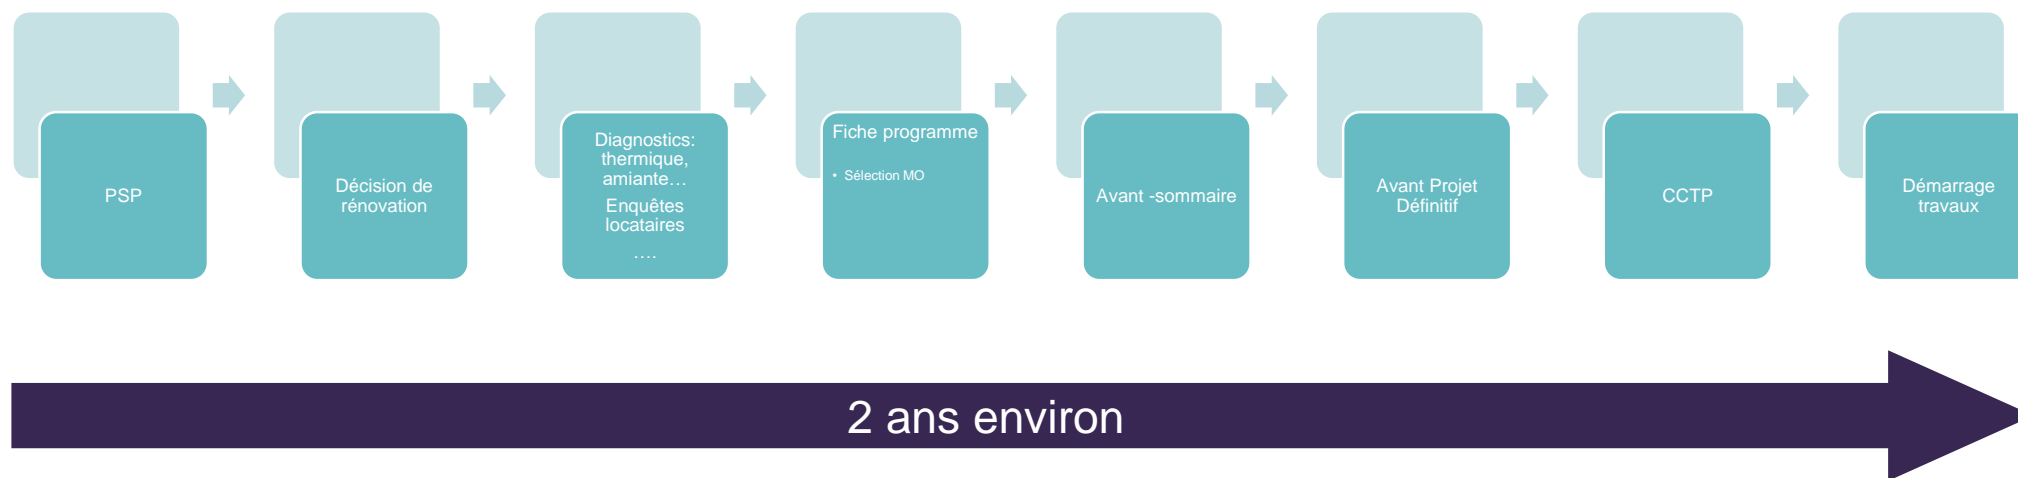 PSP
Décision de
rénovation
Diagnostics:
thermique,
amiante…
Enquêtes
locataires
….
Fiche programme
• Sélection MO
Avant -sommaire
Avant Projet
Définitif
CCTP
Démarrage
travaux
2 ans environ